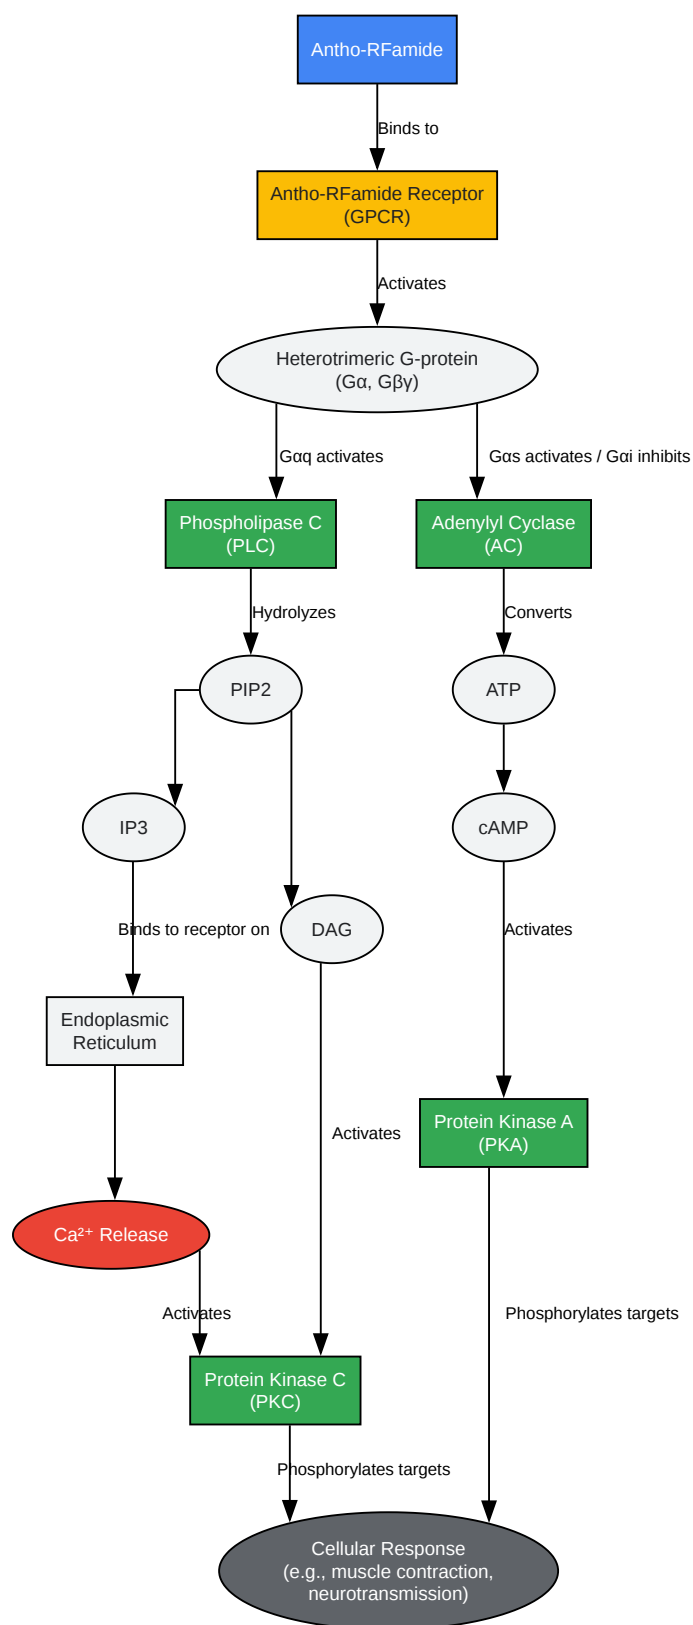 Antho-RFamide
Binds to
Antho-RFamide Receptor
(GPCR)
Activates
Heterotrimeric G-protein
(Gα, Gβγ)
Gαq activates
Gαs activates / Gαi inhibits
Phospholipase C
(PLC)
Adenylyl Cyclase
(AC)
Hydrolyzes
Converts
PIP2
ATP
IP3
cAMP
Binds to receptor on
DAG
Activates
Endoplasmic
Reticulum
Activates
Protein Kinase A
(PKA)
Ca²⁺ Release
Activates
Phosphorylates targets
Protein Kinase C
(PKC)
Phosphorylates targets
Cellular Response
(e.g., muscle contraction,
neurotransmission)